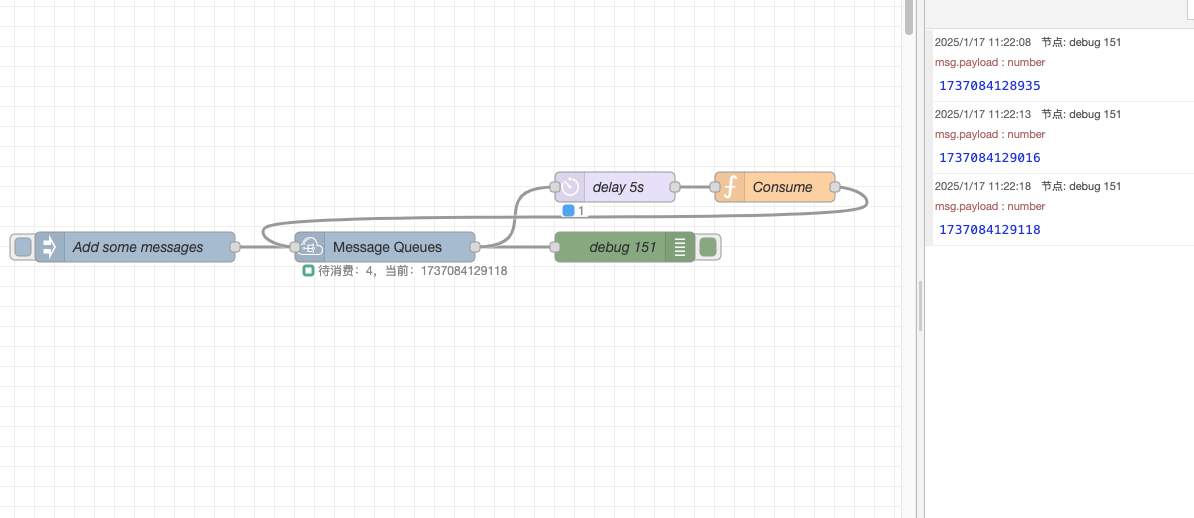 delay 5s
Consume
1
Add some messages
Message Queues
debug 151
待消费：4，当前：1737084129118
2025/1/17 11:22:08 节点: debug 151
msg.payload : number
1737084128935
2025/1/17 11:22:13 节点: debug 151
msg.payload : number
1737084129016
2025/1/17 11:22:18 节点: debug 151
msg.payload : number
1737084129118